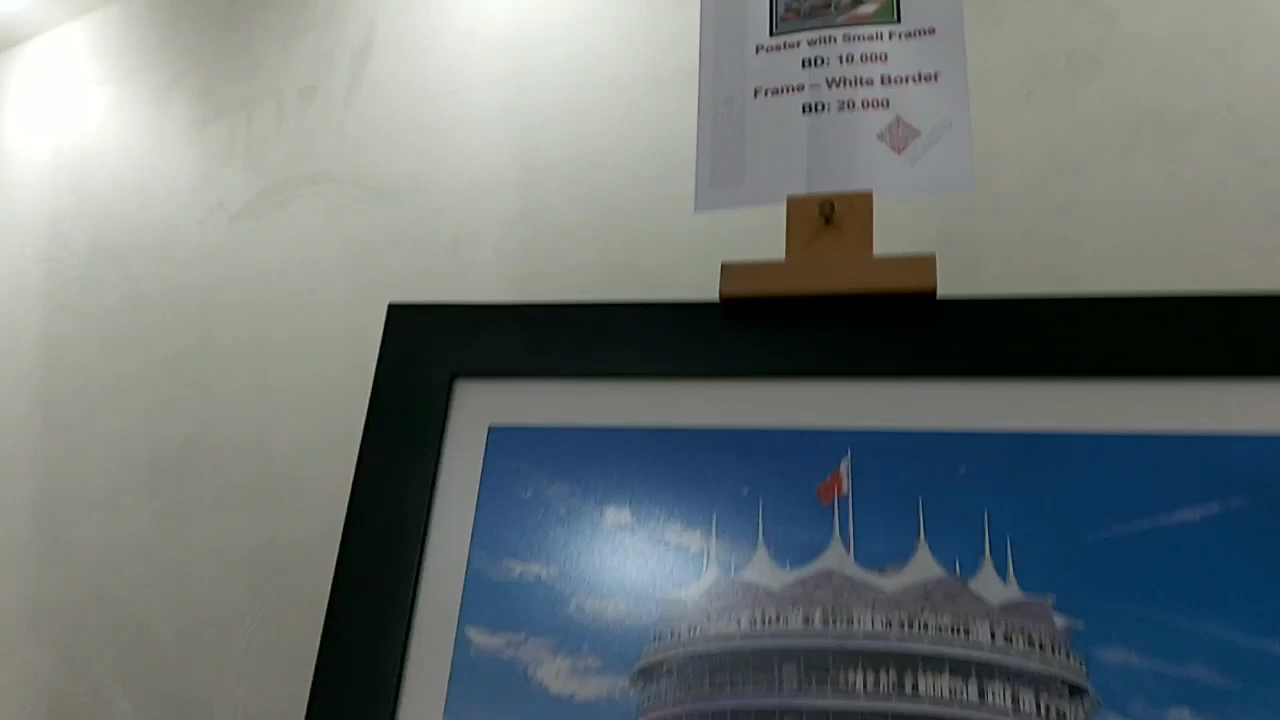 Poster with Small Frame
BD: 10.000
Frame – White Border
BD: 20.000